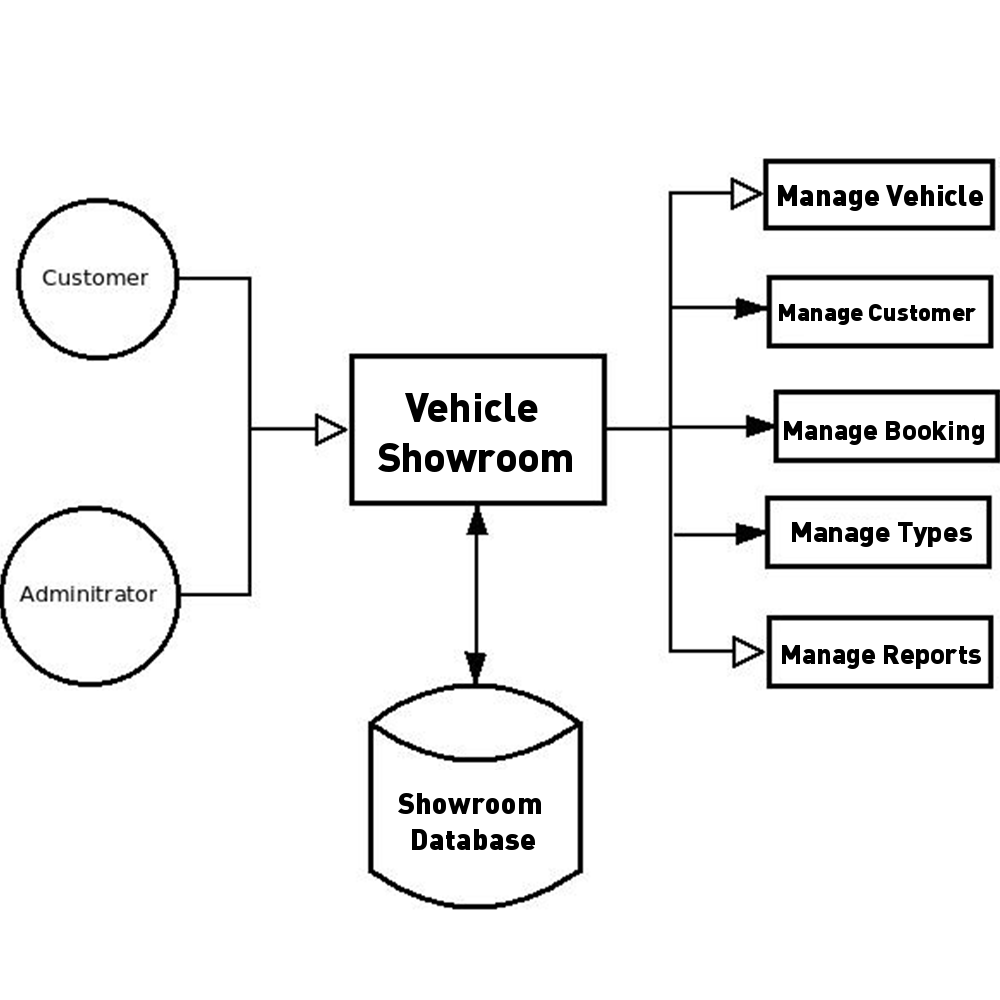 Customer
Adminitrator
Vehicle
Showroom
Showroom
Database
Manage Vehicle
Manage Customer
Manage Booking
Manage Types
Manage Reports